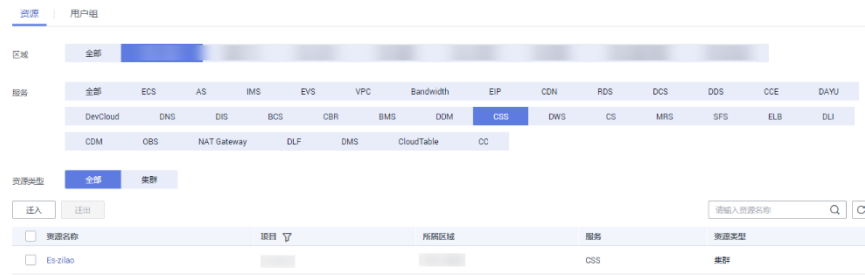 资源 用户组
区域 全部
服务 全部 ECS AS IMS EVS VPC Bandwidth EIP CDN RDS DCS DDS CCE DAYU
DevCloud DNS DIS BCS CBR BMS DDM CSS DWS CS MRS SFS ELB DLI
CDM OBS NAT Gateway DLF DMS CloudTable CC
资源类型 全部 集群
迁入 迁出 请输入资源名称
资源名称 项目 所属区域 服务 资源类型
Es-zilao CSS 集群